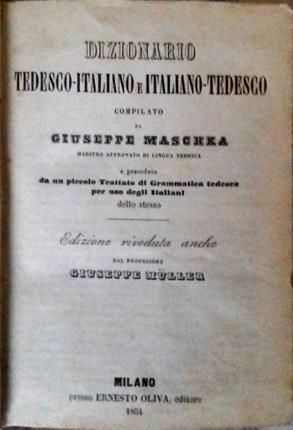 DIZIONARIO
TEDESCO-ITALIANO E ITALIANO-TEDESCO
COMPILATO
DA
GIUSEPPE MASCHKA
MAESTRO APPROVATO DI LINGUA TEDESCA
e preceduto
da un piccolo Trattato di Grammatica tedesca
per uso degli Italiani
dello stesso
Edizione riveduta anche
DAL PROFESSORE
GIUSEPPE MÜLLER
MILANO
presso ERNESTO OLIVA, editore
1854